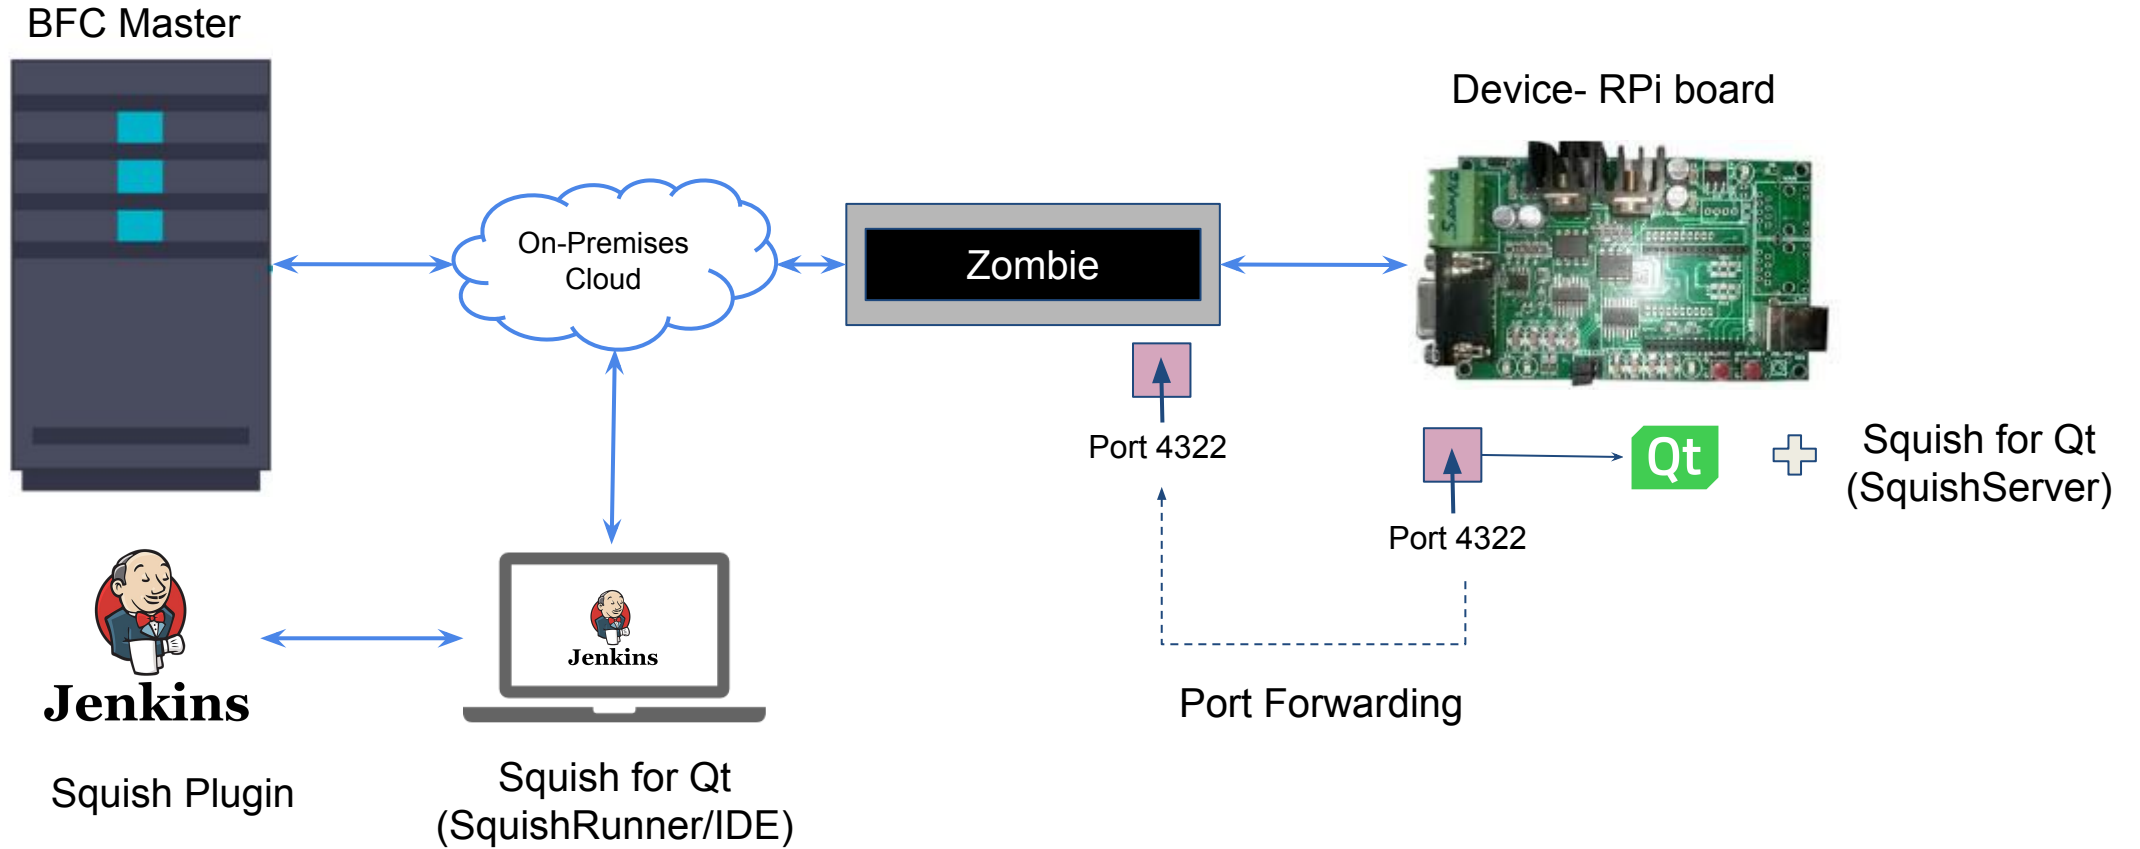 BFC Master
Device- RPi board
On-Premises
Cloud
Zombie
Port 4322
Qt
Squish for Qt
(SquishServer)
Port 4322
Jenkins
Jenkins
Port Forwarding
Squish Plugin
Squish for Qt
(SquishRunner/IDE)